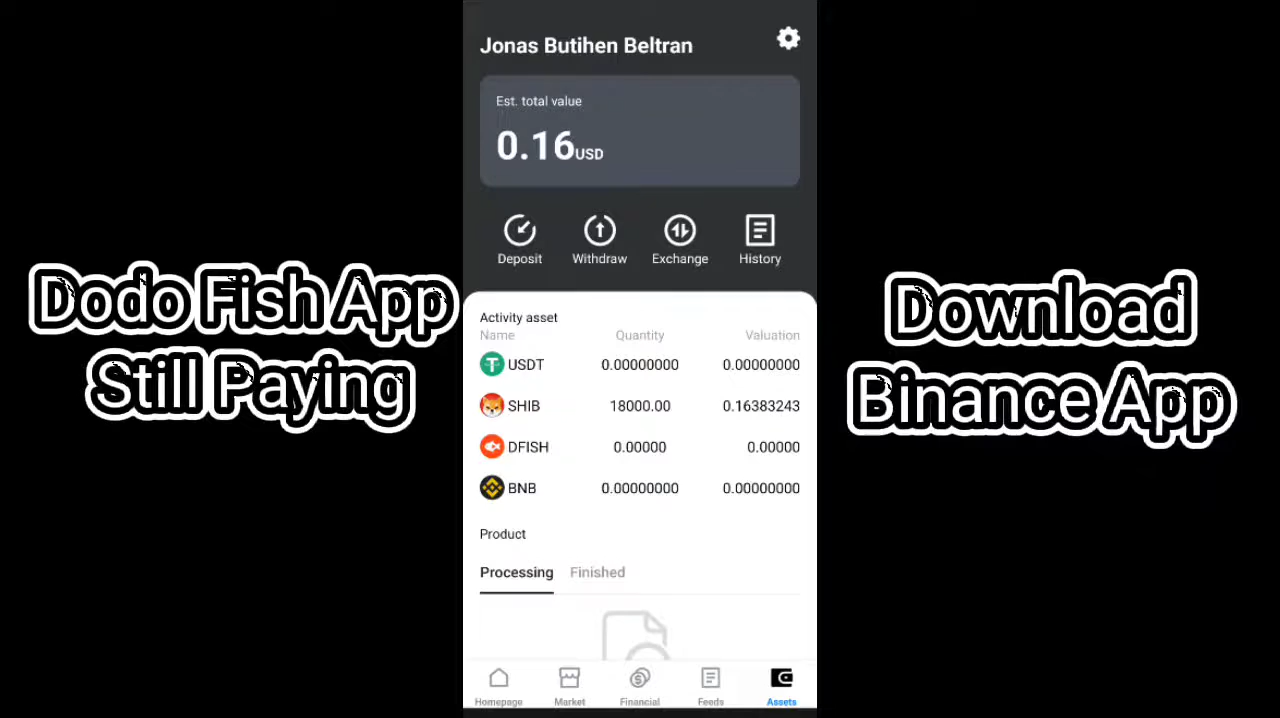 Jonas Butihen Beltran
Est. total value
0.16USD
Deposit Withdraw Exchange History
Dodo Fish App
Still Paying
Download
Binance App
Activity asset
Name Quantity Valuation
USDT 0.00000000 0.00000000
SHIB 18000.00 0.16383243
DFISH 0.00000 0.00000
BNB 0.00000000 0.00000000
Product
Processing Finished
Homepage Market Financial Feeds Assets